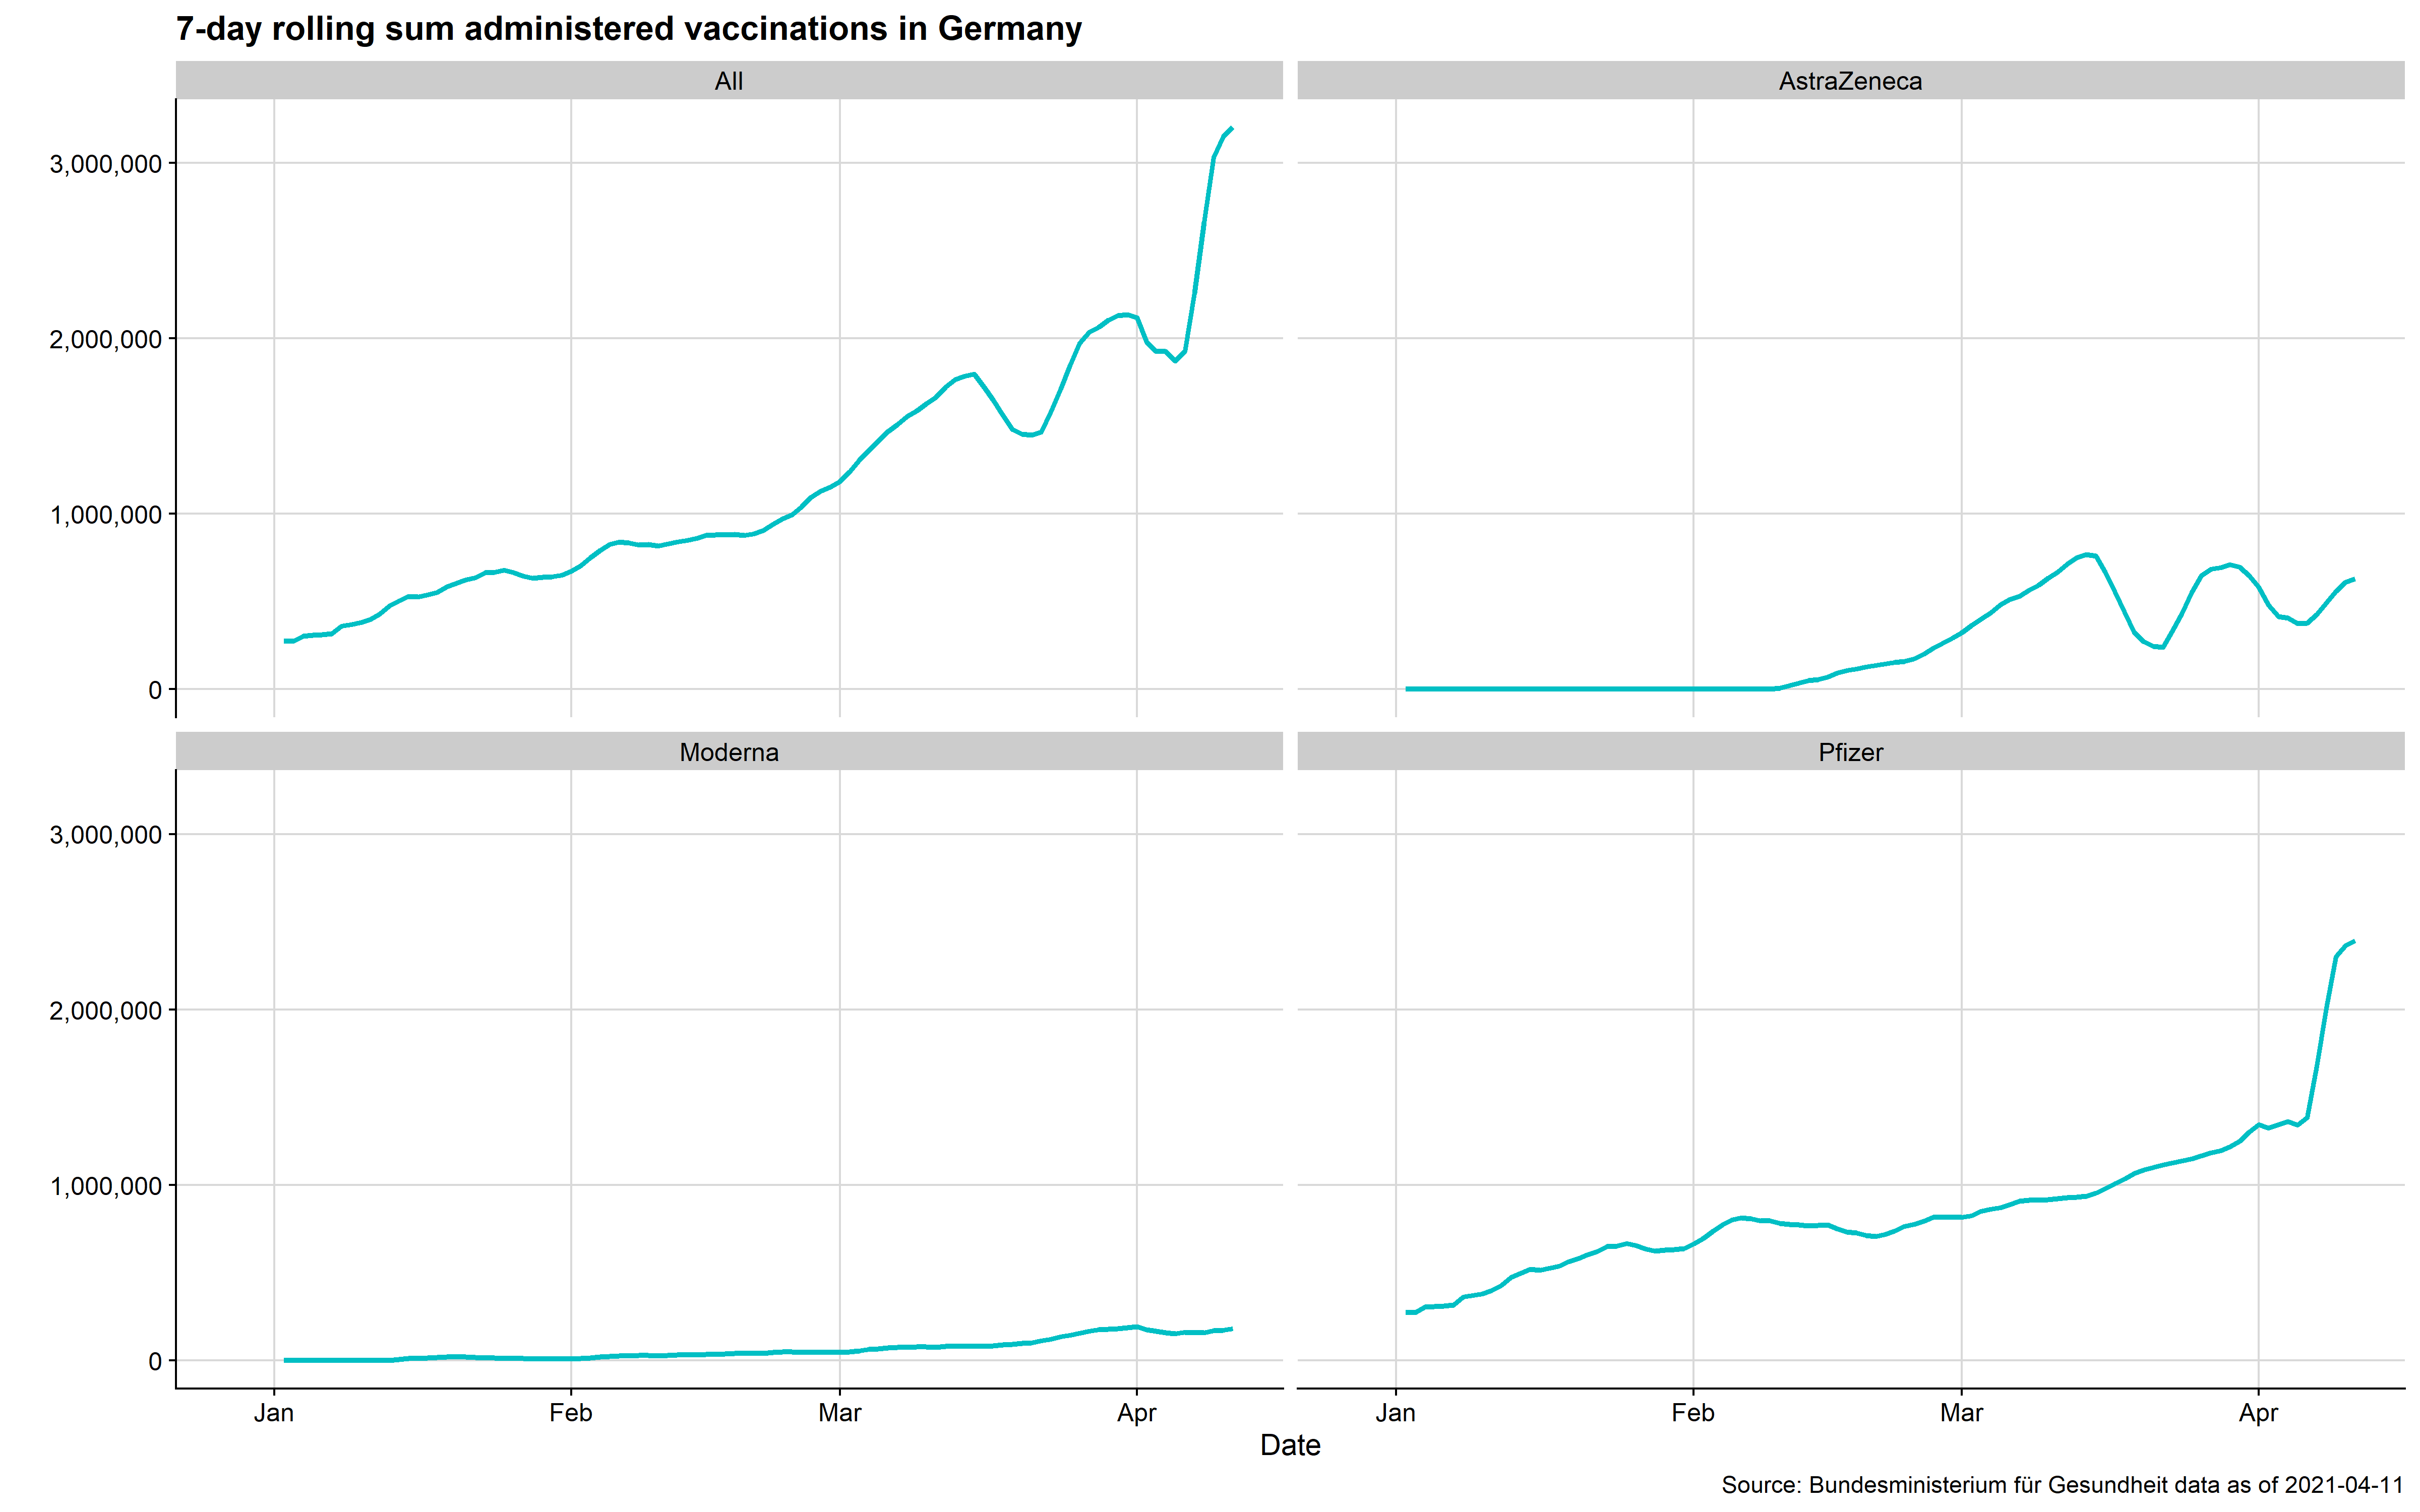 7-day rolling sum administered vaccinations in Germany
All
AstraZeneca
3,000,000
2,000,000
1,000,000
0
Moderna
Pfizer
3,000,000
2,000,000
1,000,000
0
Jan Feb Mar Apr
Jan Feb Mar Apr
Date
Source: Bundesministerium für Gesundheit data as of 2021-04-11